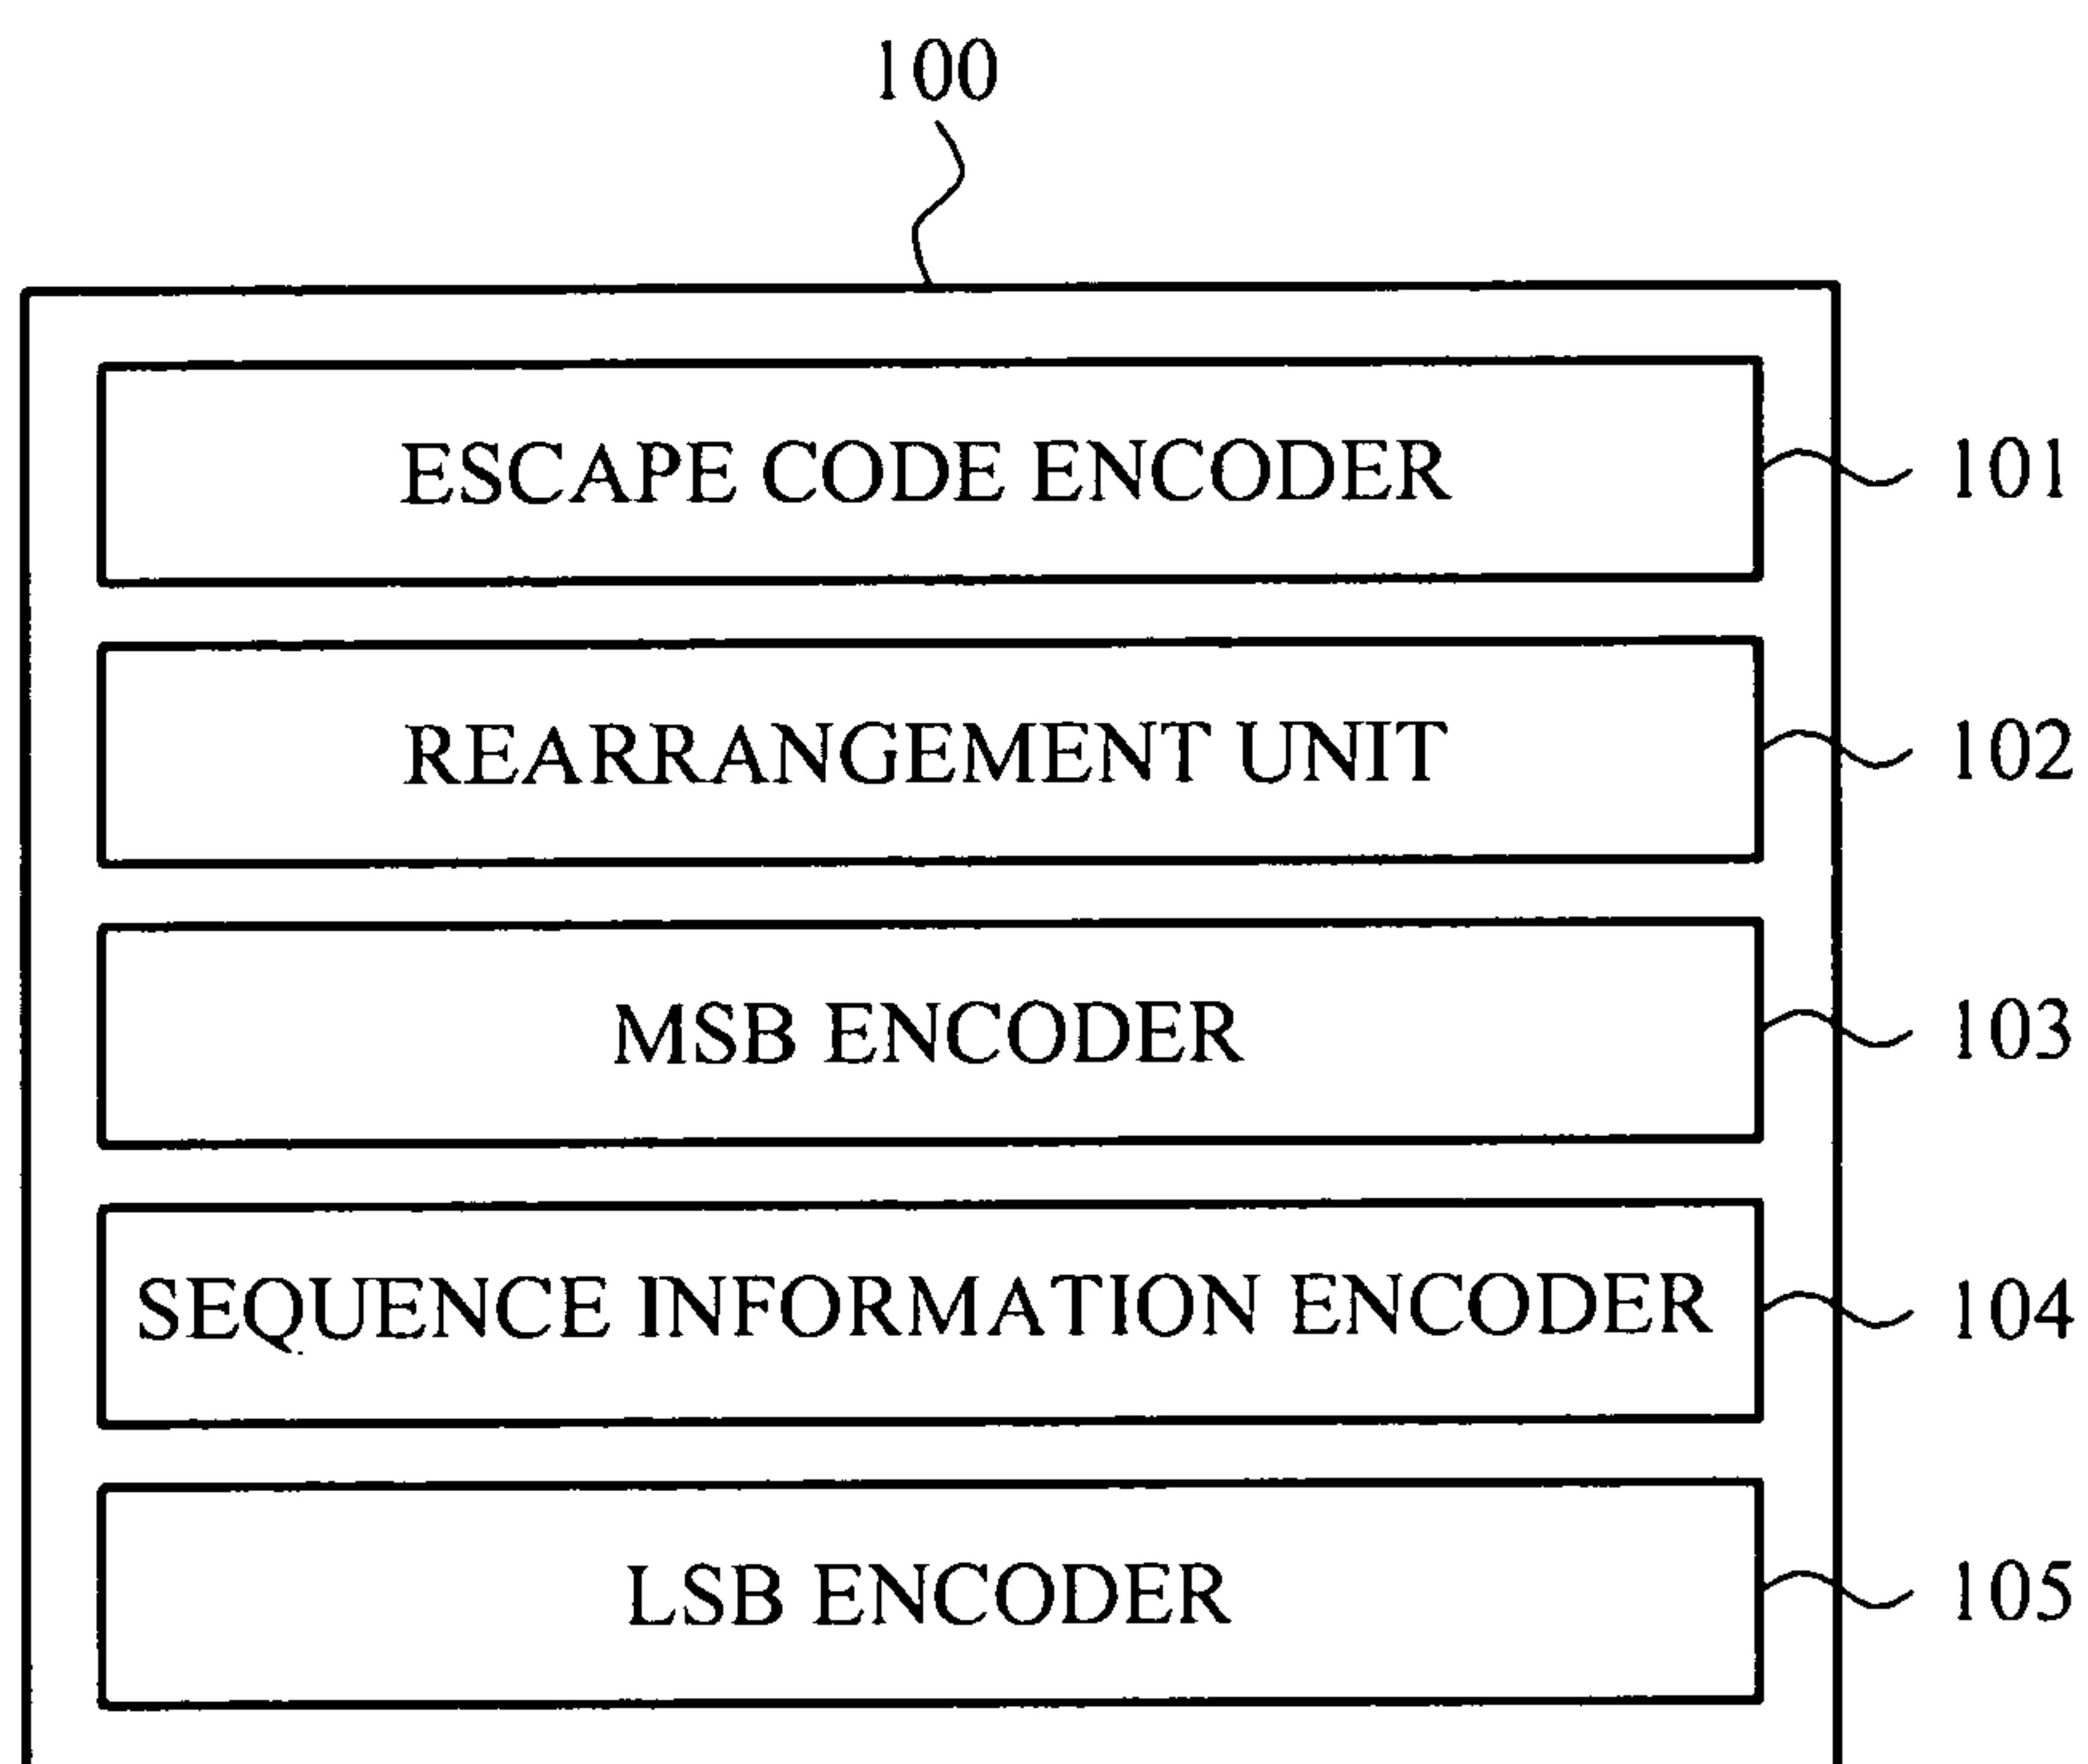 100
ESCAPE CODE ENCODER 101
REARRANGEMENT UNIT 102
MSB ENCODER 103
SEQUENCE INFORMATION ENCODER 104
LSB ENCODER 105